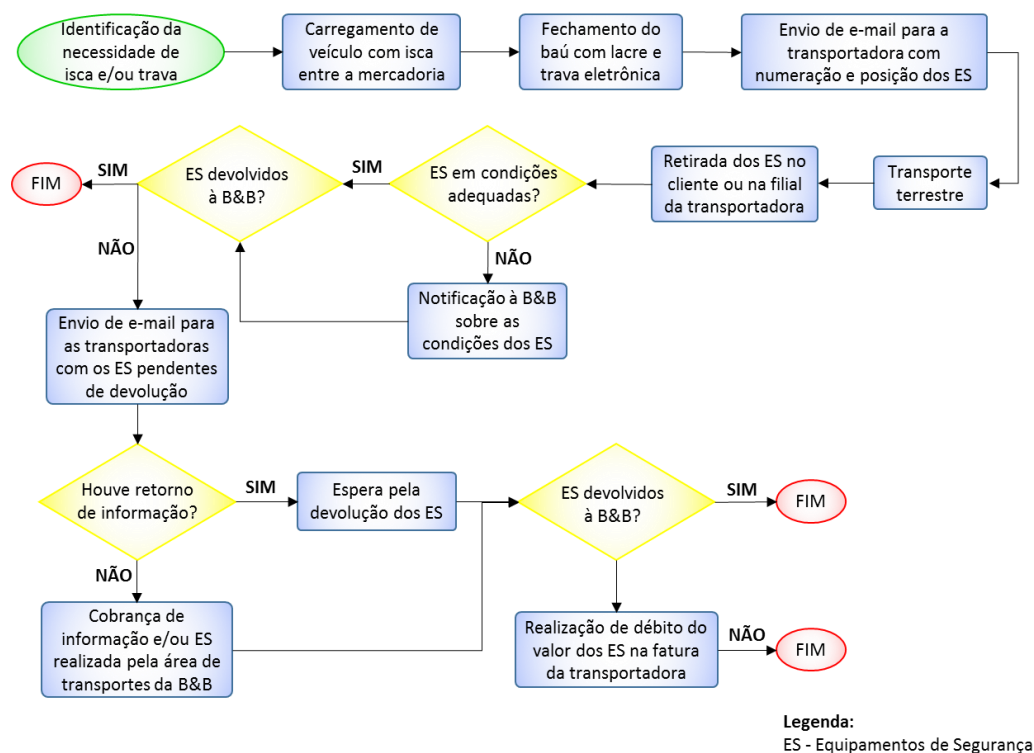 Identificação da
necessidade de
isca e/ou trava
Carregamento de
veículo com isca
entre a mercadoria
Fechamento do
baú com lacre e
trava eletrônica
Envio de e-mail para a
transportadora com
numeração e posição dos ES
FIM
SIM
ES devolvidos
à B&B?
SIM
ES em condições
adequadas?
Retirada dos ES no
cliente ou na filial
da transportadora
Transporte
terrestre
NÃO
NÃO
Notificação à B&B
sobre as
condições dos ES
Envio de e-mail para
as transportadoras
com os ES pendentes
de devolução
Houve retorno
de informação?
SIM
Espera pela
devolução dos ES
ES devolvidos
à B&B?
SIM
FIM
NÃO
Cobrança de
informação e/ou ES
realizada pela área de
transportes da B&B
Realização de débito do
valor dos ES na fatura
da transportadora
NÃO
FIM
Legenda:
ES - Equipamentos de Segurança